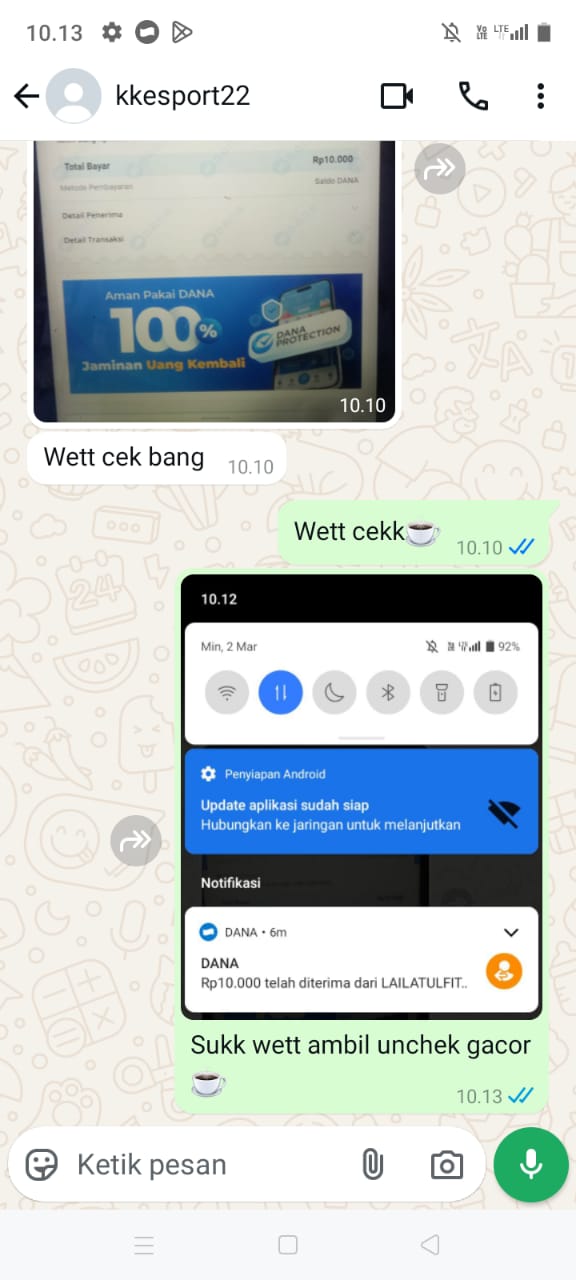 10.13
Vo LTE LTE
kkesport22
Total Bayar Rp10.000
Metode Pembayaran Saldo DANA
Detail Penerima
Detail Transaksi
Aman Pakai DANA
100%
Jaminan Uang Kembali
DANA PROTECTION
10.10
Wett cek bang 10.10
Wett cekk☕ 10.10
10.12
Min, 2 Mar 92%
Penyiapan Android
Update aplikasi sudah siap
Hubungkan ke jaringan untuk melanjutkan
Notifikasi
DANA • 6m
DANA
Rp10.000 telah diterima dari LAILATULFIT..
Sukk wett ambil unchek gacor
☕ 10.13
Ketik pesan